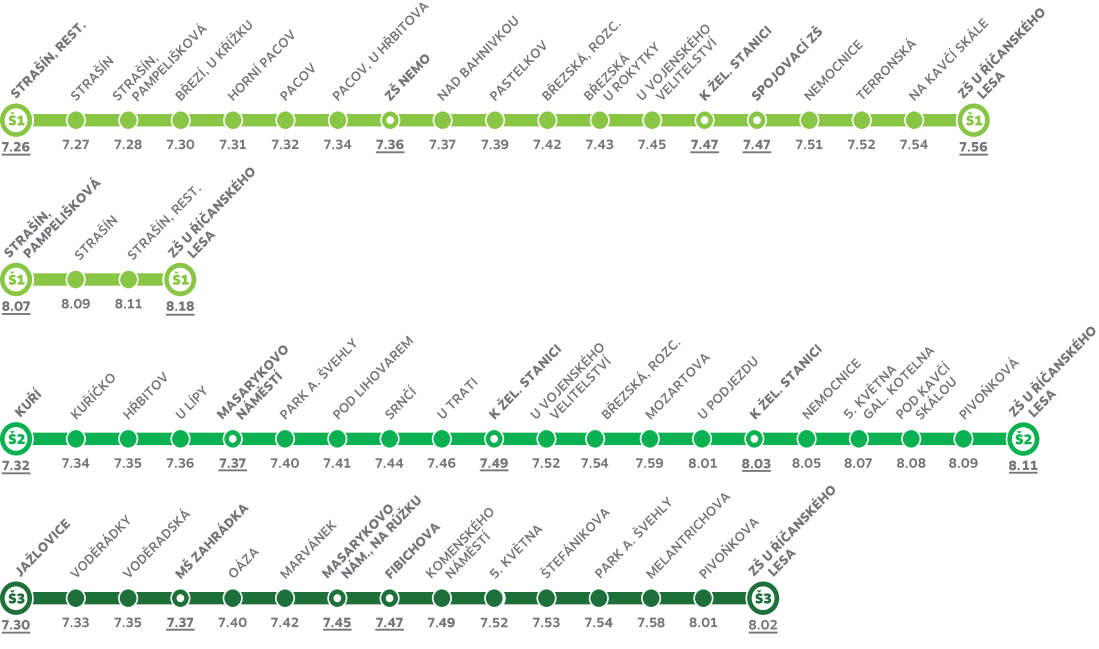 STRAŠÍN, REST.
STRAŠÍN
STRAŠÍN,
PAMPELIŠKOVÁ
BŘEZÍ, U KŘÍŽKU
HORNÍ PACOV
PACOV
PACOV, U HŘBITOVA
ZŠ NEMO
NAD BAHNIVKOU
PASTELKOV
BŘEZSKÁ, ROZC.
BŘEZSKÁ
U ROKYTKY
U VOJENSKÉHO
VELITELSTVÍ
K ŽEL. STANICI
SPOJOVACÍ ZŠ
NEMOCNICE
TERRONSKÁ
NA KAVČÍ SKÁLE
ZŠ U ŘÍČANSKÉHO
LESA
Š1 Š1
7.26 7.27 7.28 7.30 7.31 7.32 7.34 7.36 7.37 7.39 7.42 7.43 7.45 7.47 7.47 7.51 7.52 7.54 7.56
STRAŠÍN,
PAMPELIŠKOVÁ
STRAŠÍN
STRAŠÍN, REST.
ZŠ U ŘÍČANSKÉHO
LESA
Š1 Š1
8.07 8.09 8.11 8.18
KUŘÍ
KUŘÍČKO
HŘBITOV
U LÍPY
MASARYKOVO
NÁMĚSTÍ
PARK A. ŠVEHLY
POD LIHOVAREM
SRNČÍ
U TRATI
K ŽEL. STANICI
U VOJENSKÉHO
VELITELSTVÍ
BŘEZSKÁ, ROZC.
MOZARTOVA
U PODJEZDU
K ŽEL. STANICI
NEMOCNICE
5. KVĚTNA
GAL. KOTELNA
POD KAVČÍ
SKÁLOU
PIVOŇKOVÁ
ZŠ U ŘÍČANSKÉHO
LESA
Š2 Š2
7.32 7.34 7.35 7.36 7.37 7.40 7.41 7.44 7.46 7.49 7.52 7.54 7.59 8.01 8.03 8.05 8.07 8.08 8.09 8.11
JAŽLOVICE
VODĚRÁDKY
VODĚRADSKÁ
MŠ ZAHRÁDKA
OÁZA
MARVÁNEK
MASARYKOVO
NÁM., NA RŮŽKU
FIBICHOVA
KOMENSKÉHO
NÁMĚSTÍ
5. KVĚTNA
ŠTEFÁNIKOVA
PARK A. ŠVEHLY
MELANTRICHOVA
PIVOŇKOVA
ZŠ U ŘÍČANSKÉHO
LESA
Š3 Š3
7.30 7.33 7.35 7.37 7.40 7.42 7.45 7.47 7.49 7.52 7.53 7.54 7.58 8.01 8.02